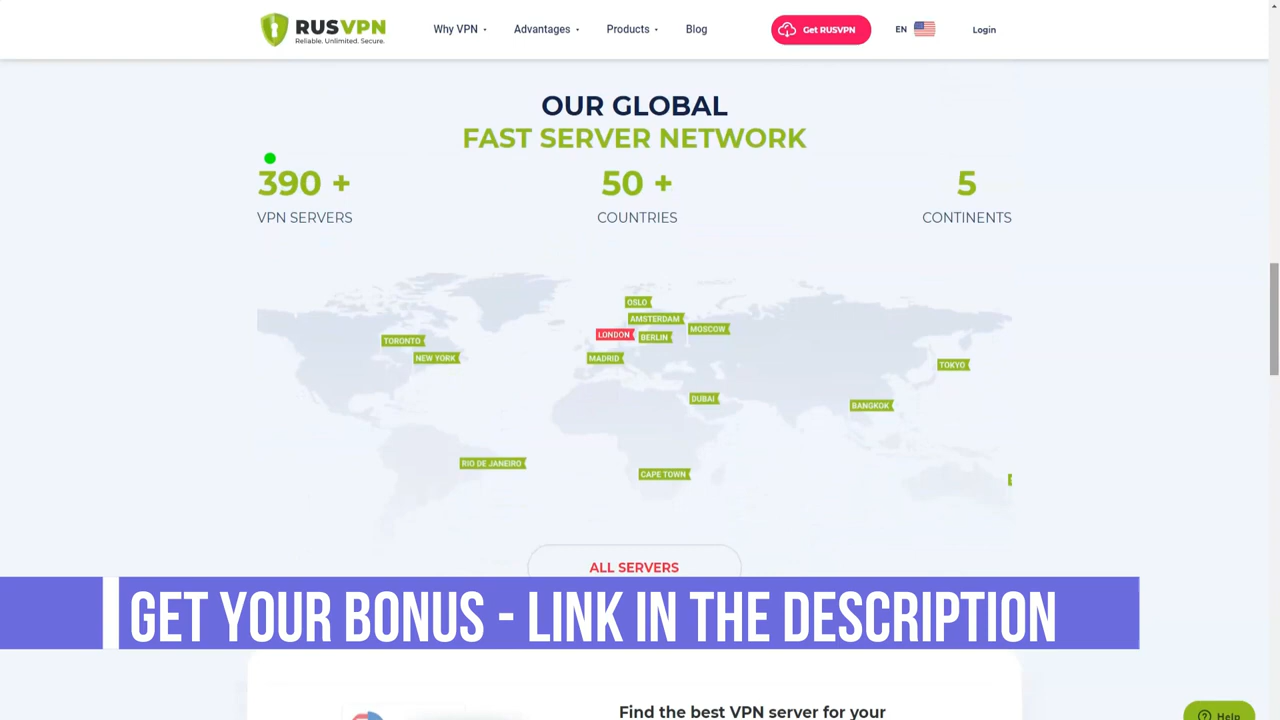 RUSVPN
Reliable. Unlimited. Secure.
Why VPN
Advantages
Products
Blog
Get RUSVPN
EN
Login
OUR GLOBAL
FAST SERVER NETWORK
390 +
50 +
5
VPN SERVERS
COUNTRIES
CONTINENTS
OSLO
AMSTERDAM
MOSCOW
LONDON
BERLIN
TORONTO
NEW YORK
MADRID
TOKYO
DUBAI
BANGKOK
RIO DE JANEIRO
CAPE TOWN
ALL SERVERS
GET YOUR BONUS - LINK IN THE DESCRIPTION
Find the best VPN server for your
Help